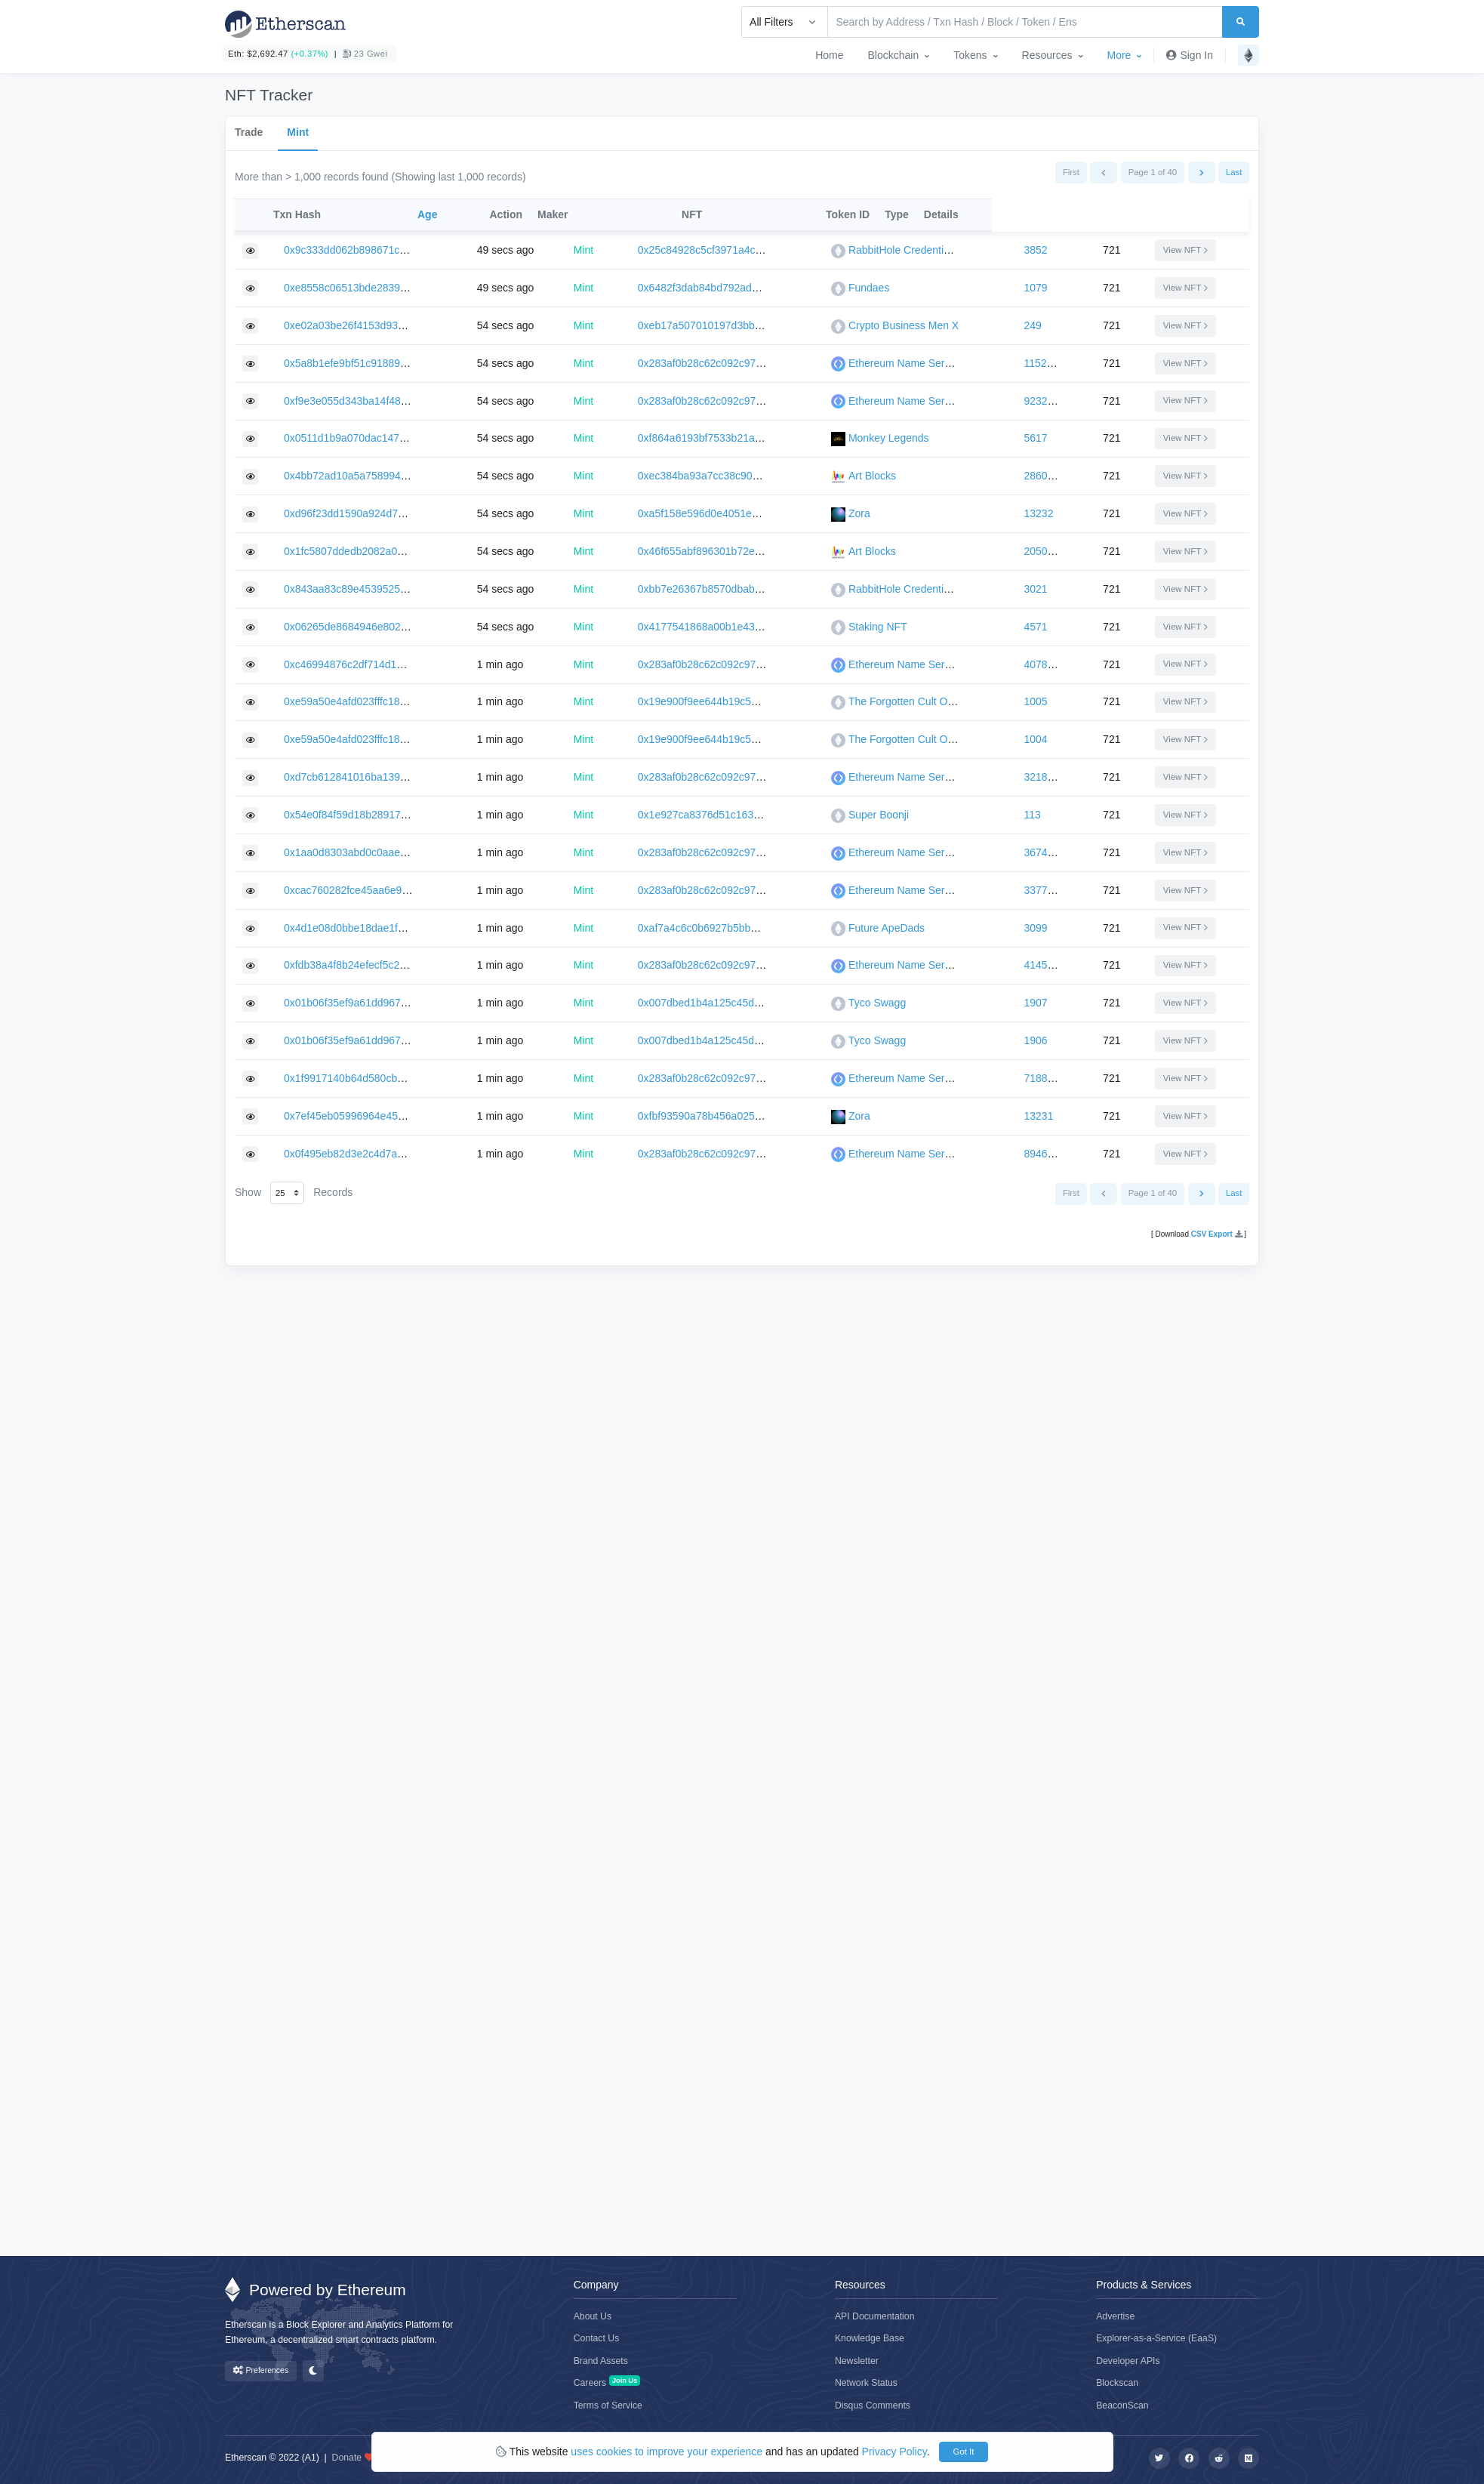 Etherscan
All Filters Search by Address / Txn Hash / Block / Token / Ens
Eth: $2,692.47 (+0.37%) | 23 Gwei
Home Blockchain Tokens Resources More Sign In
NFT Tracker
Trade Mint
More than > 1,000 records found (Showing last 1,000 records)
First Page 1 of 40 Last
Txn Hash Age Action Maker NFT Token ID Type Details
0x9c333dd062b898671c... 49 secs ago Mint 0x25c84928c5cf3971a4c... RabbitHole Credenti... 3852 721 View NFT
0xe8558c06513bde2839... 49 secs ago Mint 0x6482f3dab84bd792ad... Fundaes 1079 721 View NFT
0xe02a03be26f4153d93... 54 secs ago Mint 0xeb17a507010197d3bb... Crypto Business Men X 249 721 View NFT
0x5a8b1efe9bf51c91889... 54 secs ago Mint 0x283af0b28c62c092c97... Ethereum Name Ser... 1152... 721 View NFT
0xf9e3e055d343ba14f48... 54 secs ago Mint 0x283af0b28c62c092c97... Ethereum Name Ser... 9232... 721 View NFT
0x0511d1b9a070dac147... 54 secs ago Mint 0xf864a6193bf7533b21a... Monkey Legends 5617 721 View NFT
0x4bb72ad10a5a758994... 54 secs ago Mint 0xec384ba93a7cc38c90... Art Blocks 2860... 721 View NFT
0xd96f23dd1590a924d7... 54 secs ago Mint 0xa5f158e596d0e4051e... Zora 13232 721 View NFT
0x1fc5807ddedb2082a0... 54 secs ago Mint 0x46f655abf896301b72e... Art Blocks 2050... 721 View NFT
0x843aa83c89e4539525... 54 secs ago Mint 0xbb7e26367b8570dbab... RabbitHole Credenti... 3021 721 View NFT
0x06265de8684946e802... 54 secs ago Mint 0x4177541868a00b1e43... Staking NFT 4571 721 View NFT
0xc46994876c2df714d1... 1 min ago Mint 0x283af0b28c62c092c97... Ethereum Name Ser... 4078... 721 View NFT
0xe59a50e4afd023fffc18... 1 min ago Mint 0x19e900f9ee644b19c5... The Forgotten Cult O... 1005 721 View NFT
0xe59a50e4afd023fffc18... 1 min ago Mint 0x19e900f9ee644b19c5... The Forgotten Cult O... 1004 721 View NFT
0xd7cb612841016ba139... 1 min ago Mint 0x283af0b28c62c092c97... Ethereum Name Ser... 3218... 721 View NFT
0x54e0f84f59d18b28917... 1 min ago Mint 0x1e927ca8376d51c163... Super Boonji 113 721 View NFT
0x1aa0d8303abd0c0aae... 1 min ago Mint 0x283af0b28c62c092c97... Ethereum Name Ser... 3674... 721 View NFT
0xcac760282fce45aa6e9... 1 min ago Mint 0x283af0b28c62c092c97... Ethereum Name Ser... 3377... 721 View NFT
0x4d1e08d0bbe18dae1f... 1 min ago Mint 0xaf7a4c6c0b6927b5bb... Future ApeDads 3099 721 View NFT
0xfdb38a4f8b24efecf5c2... 1 min ago Mint 0x283af0b28c62c092c97... Ethereum Name Ser... 4145... 721 View NFT
0x01b06f35ef9a61dd967... 1 min ago Mint 0x007dbed1b4a125c45d... Tyco Swagg 1907 721 View NFT
0x01b06f35ef9a61dd967... 1 min ago Mint 0x007dbed1b4a125c45d... Tyco Swagg 1906 721 View NFT
0x1f9917140b64d580cb... 1 min ago Mint 0x283af0b28c62c092c97... Ethereum Name Ser... 7188... 721 View NFT
0x7ef45eb05996964e45... 1 min ago Mint 0xfbf93590a78b456a025... Zora 13231 721 View NFT
0x0f495eb82d3e2c4d7a... 1 min ago Mint 0x283af0b28c62c092c97... Ethereum Name Ser... 8946... 721 View NFT
Show 25 Records First Page 1 of 40 Last
[ Download CSV Export ]
Powered by Ethereum
Etherscan is a Block Explorer and Analytics Platform for
Ethereum, a decentralized smart contracts platform.
Preferences
Company
About Us
Contact Us
Brand Assets
Careers Join Us
Terms of Service
Resources
API Documentation
Knowledge Base
Newsletter
Network Status
Disqus Comments
Products & Services
Advertise
Explorer-as-a-Service (EaaS)
Developer APIs
Blockscan
BeaconScan
Etherscan © 2022 (A1) | Donate
This website uses cookies to improve your experience and has an updated Privacy Policy. Got It